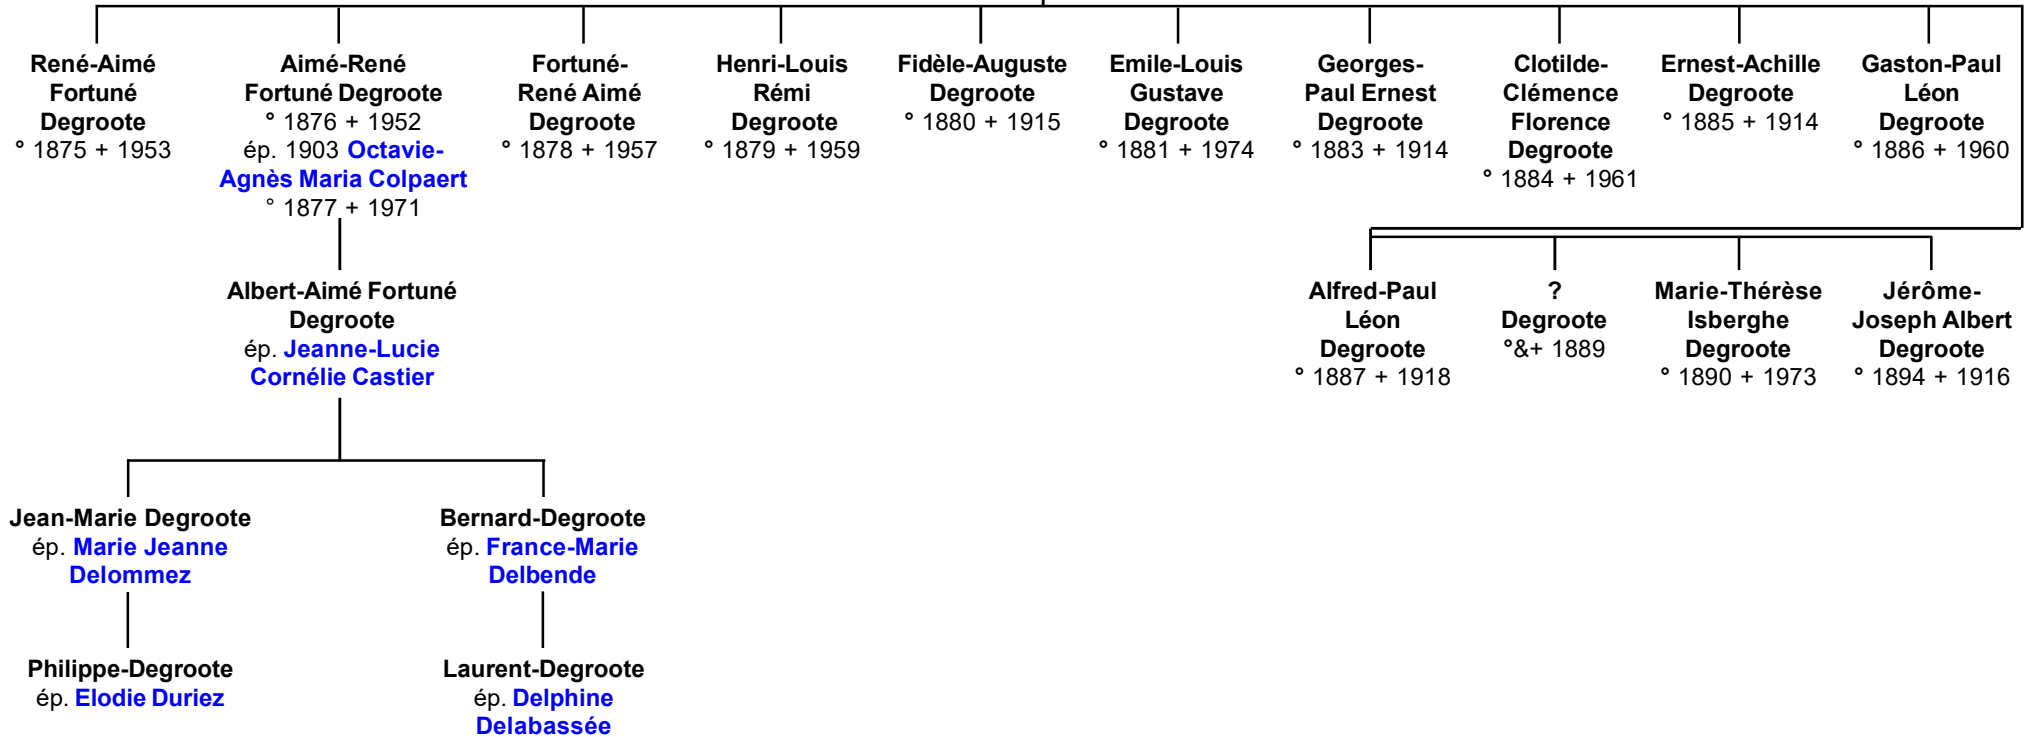 René-Aimé
Fortuné
Degroote
° 1875 + 1953
Aimé-René
Fortuné Degroote
° 1876 + 1952
ép. 1903 Octavie-
Agnès Maria Colpaert
° 1877 + 1971
Fortuné-
René Aimé
Degroote
° 1878 + 1957
Henri-Louis
Rémi
Degroote
° 1879 + 1959
Fidèle-Auguste
Degroote
° 1880 + 1915
Emile-Louis
Gustave
Degroote
° 1881 + 1974
Georges-
Paul Ernest
Degroote
° 1883 + 1914
Clotilde-
Clémence
Florence
Degroote
° 1884 + 1961
Ernest-Achille
Degroote
° 1885 + 1914
Gaston-Paul
Léon
Degroote
° 1886 + 1960
Albert-Aimé Fortuné
Degroote
ép. Jeanne-Lucie
Cornélie Castier
Alfred-Paul
Léon
Degroote
° 1887 + 1918
?
Degroote
°&+ 1889
Marie-Thérèse
Isberghe
Degroote
° 1890 + 1973
Jérôme-
Joseph Albert
Degroote
° 1894 + 1916
Jean-Marie Degroote
ép. Marie Jeanne
Delommez
Bernard-Degroote
ép. France-Marie
Delbende
Philippe-Degroote
ép. Elodie Duriez
Laurent-Degroote
ép. Delphine
Delabassée